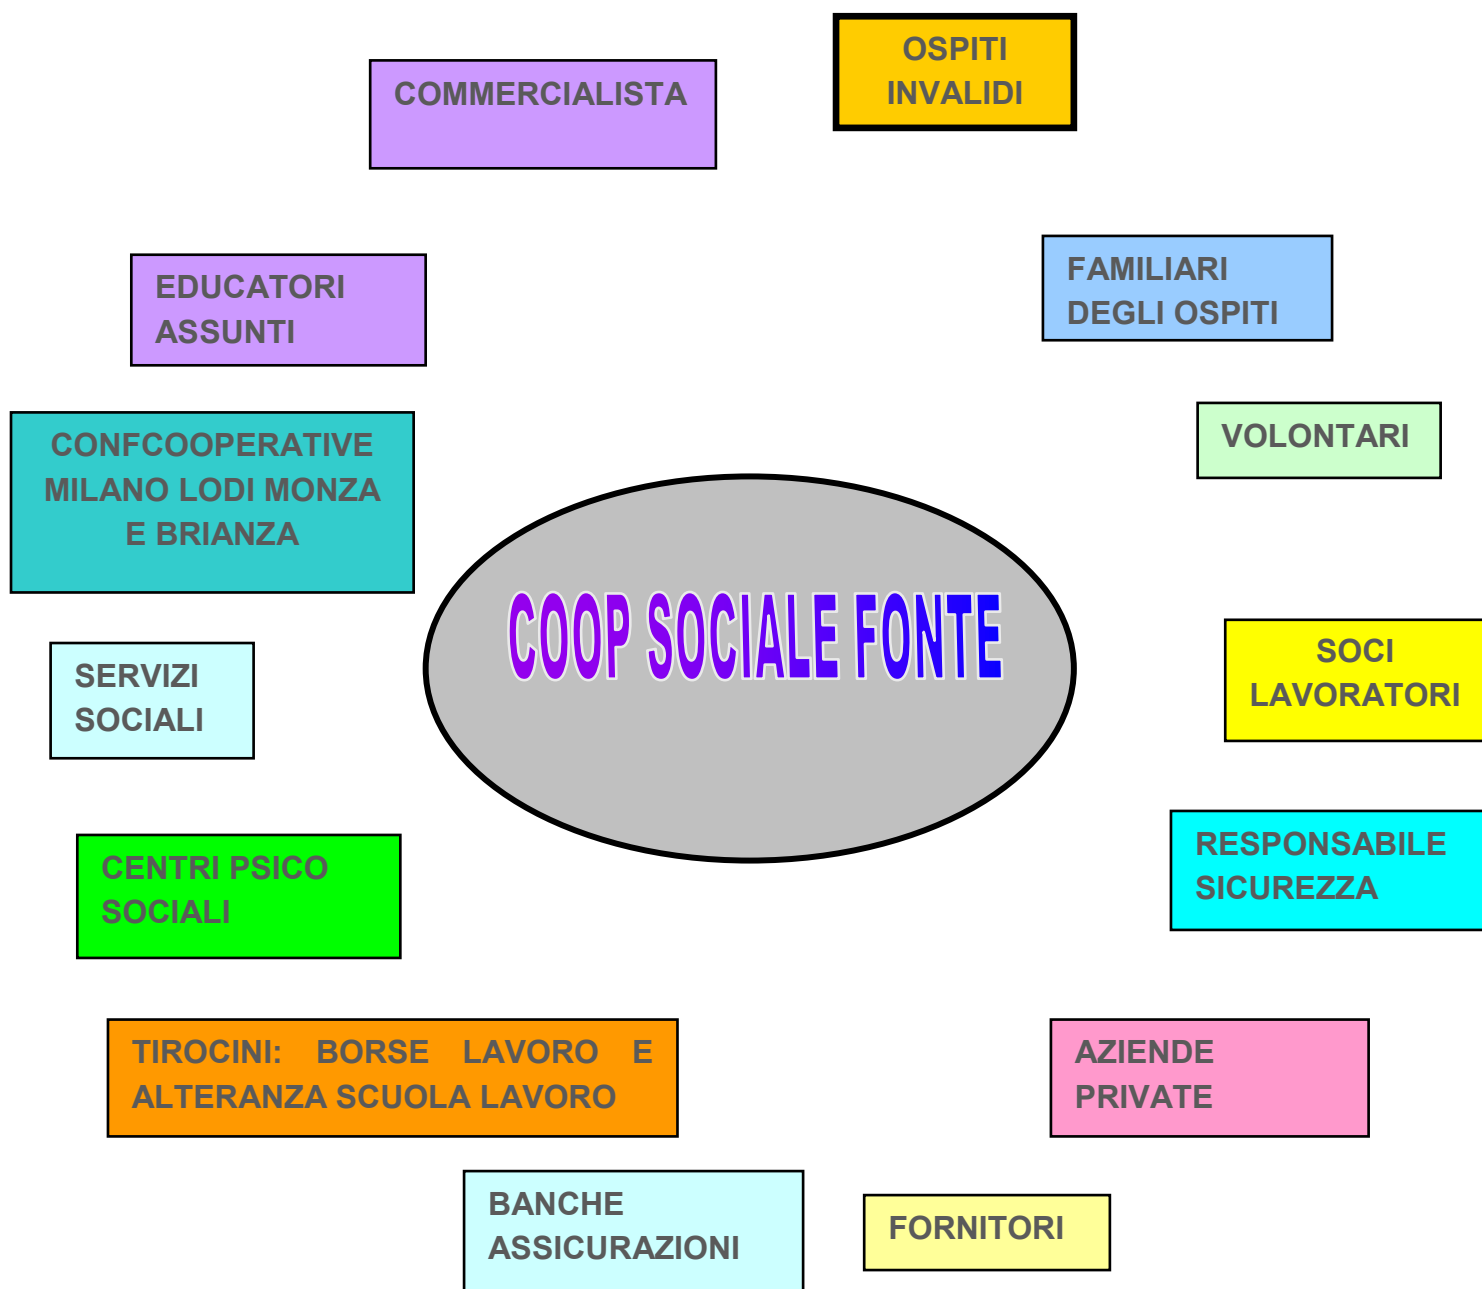 OSPITI
INVALIDI
COMMERCIALISTA
FAMILIARI
DEGLI OSPITI
EDUCATORI
ASSUNTI
VOLONTARI
CONFCOOPERATIVE
MILANO LODI MONZA
E BRIANZA
COOP SOCIALE FONTE
SOCI
LAVORATORI
SERVIZI
SOCIALI
RESPONSABILE
SICUREZZA
CENTRI PSICO
SOCIALI
TIROCINI: BORSE LAVORO E
ALTERANZA SCUOLA LAVORO
AZIENDE
PRIVATE
BANCHE
ASSICURAZIONI
FORNITORI